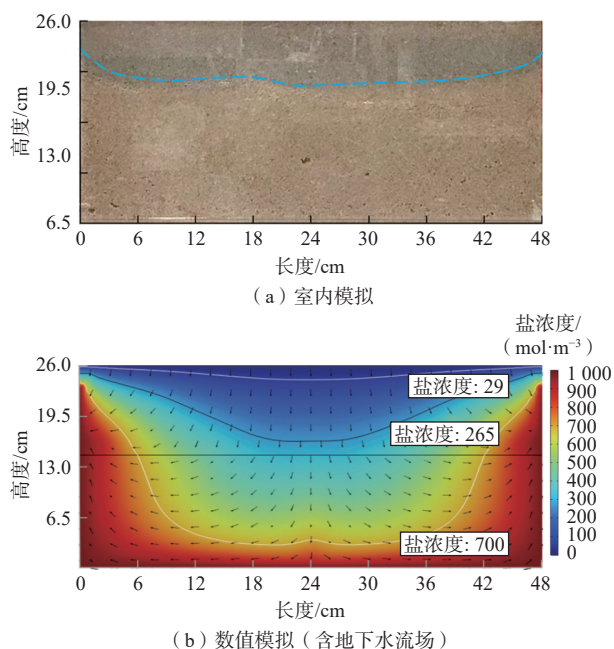 26.0
19.5
13.0
6.5
高度/cm
0 6 12 18 24 30 36 42 48
长度/cm
(a)室内模拟
盐浓度/
(mol·m⁻³)
26.0
19.5
13.0
6.5
高度/cm
盐浓度: 29
盐浓度: 265
盐浓度: 700
1 000
900
800
700
600
500
400
300
200
100
0
0 6 12 18 24 30 36 42 48
长度/cm
(b)数值模拟(含地下水流场)